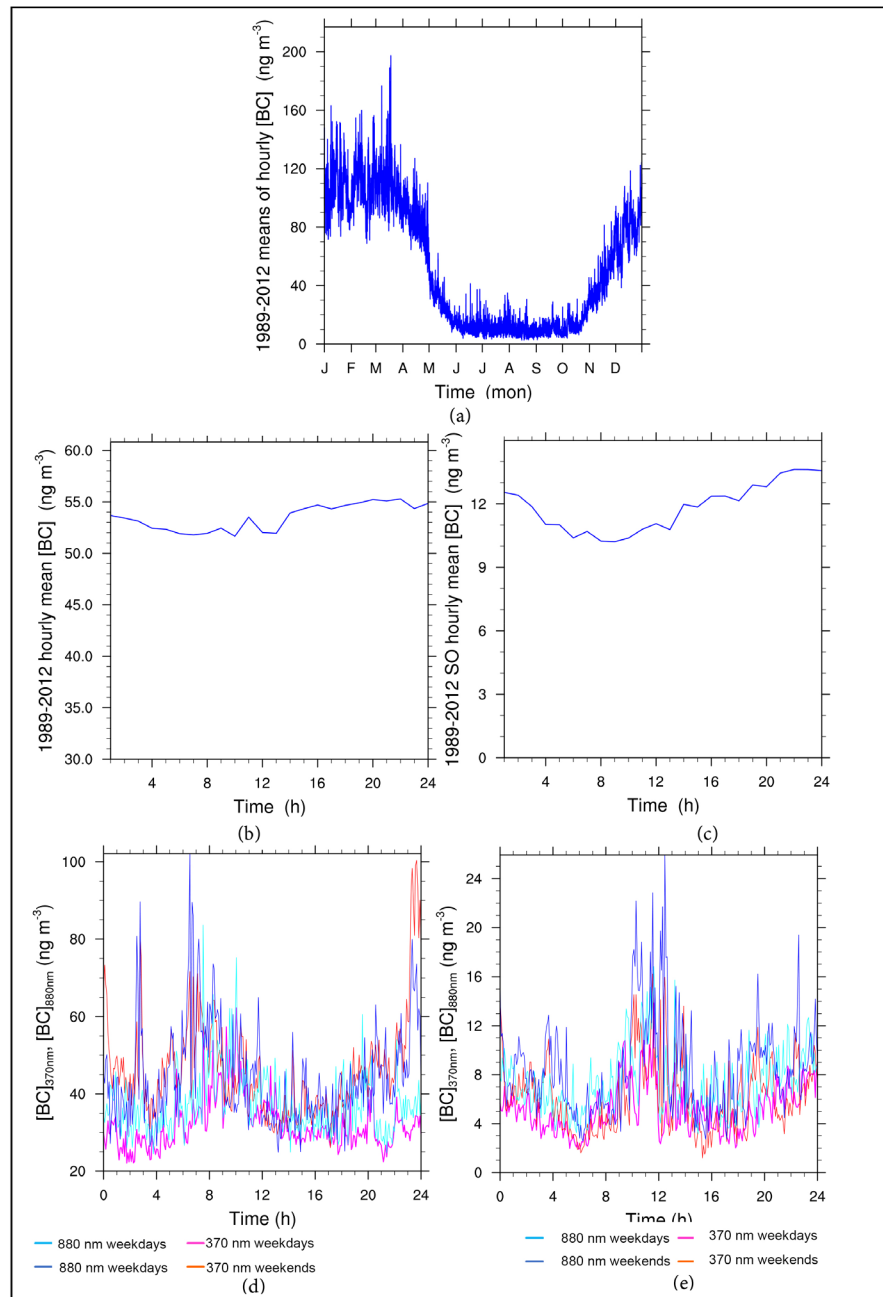 1989-2012 means of hourly [BC] (ng m⁻³)
200
160
120
80
40
0
J F M A M J J A S O N D
Time (mon)
(a)
1989-2012 hourly mean [BC] (ng m⁻³)
60.0
55.0
50.0
45.0
40.0
35.0
30.0
4 8 12 16 20 24
Time (h)
(b)
1989-2012 SO hourly mean [BC] (ng m⁻³)
12
9
6
3
0
4 8 12 16 20 24
Time (h)
(c)
[BC]370nm, [BC]880nm (ng m⁻³)
100
80
60
40
20
0 4 8 12 16 20 24
Time (h)
880 nm weekdays 370 nm weekdays
880 nm weekdays 370 nm weekends
(d)
[BC]370nm, [BC]880nm (ng m⁻³)
24
20
16
12
8
4
0
0 4 8 12 16 20 24
Time (h)
880 nm weekdays 370 nm weekdays
880 nm weekends 370 nm weekends
(e)